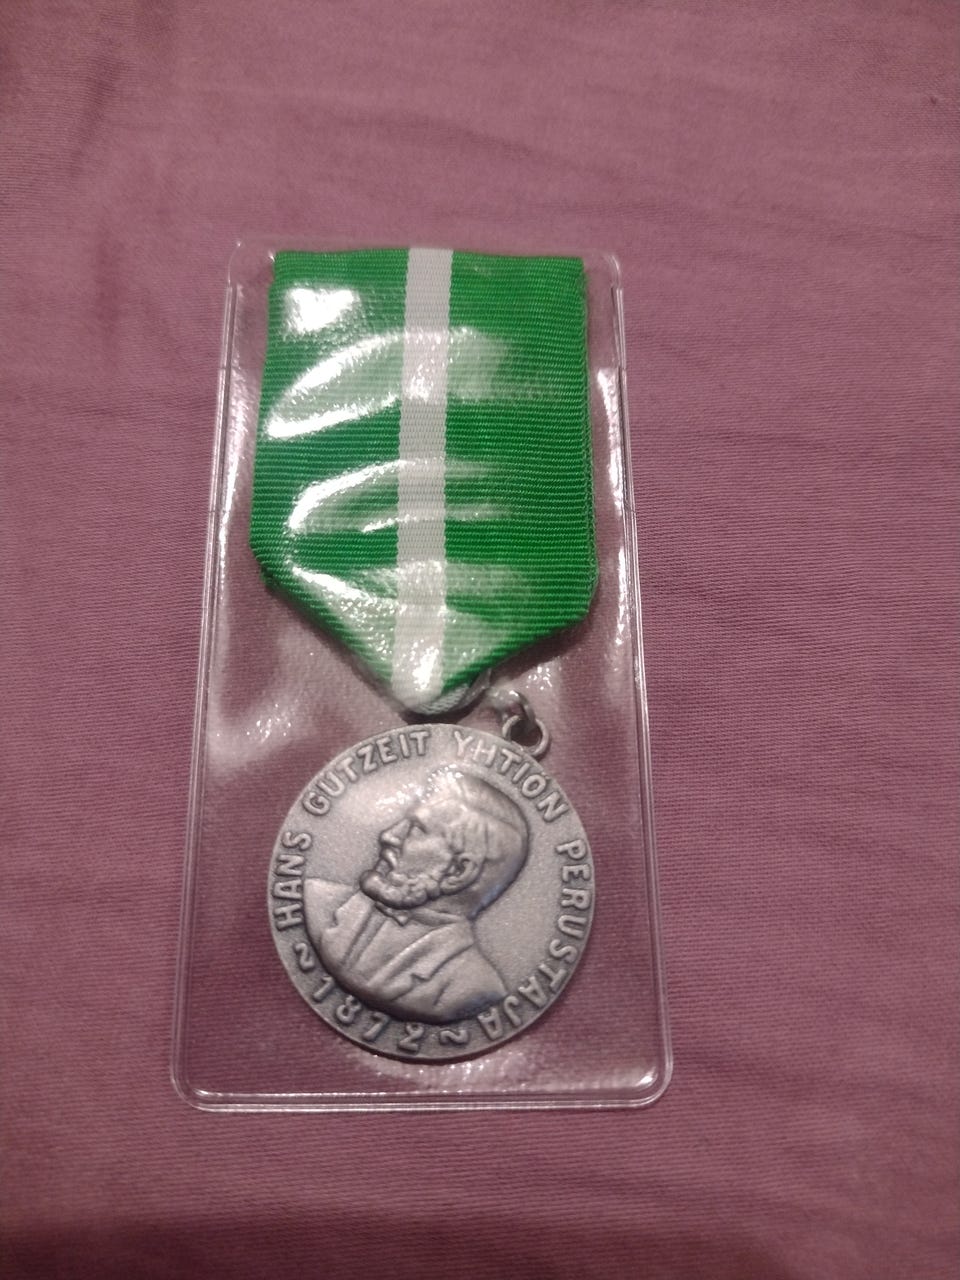 HANS GUTZEIT YHTIÖN PERUSTAJA
~ 1872 ~